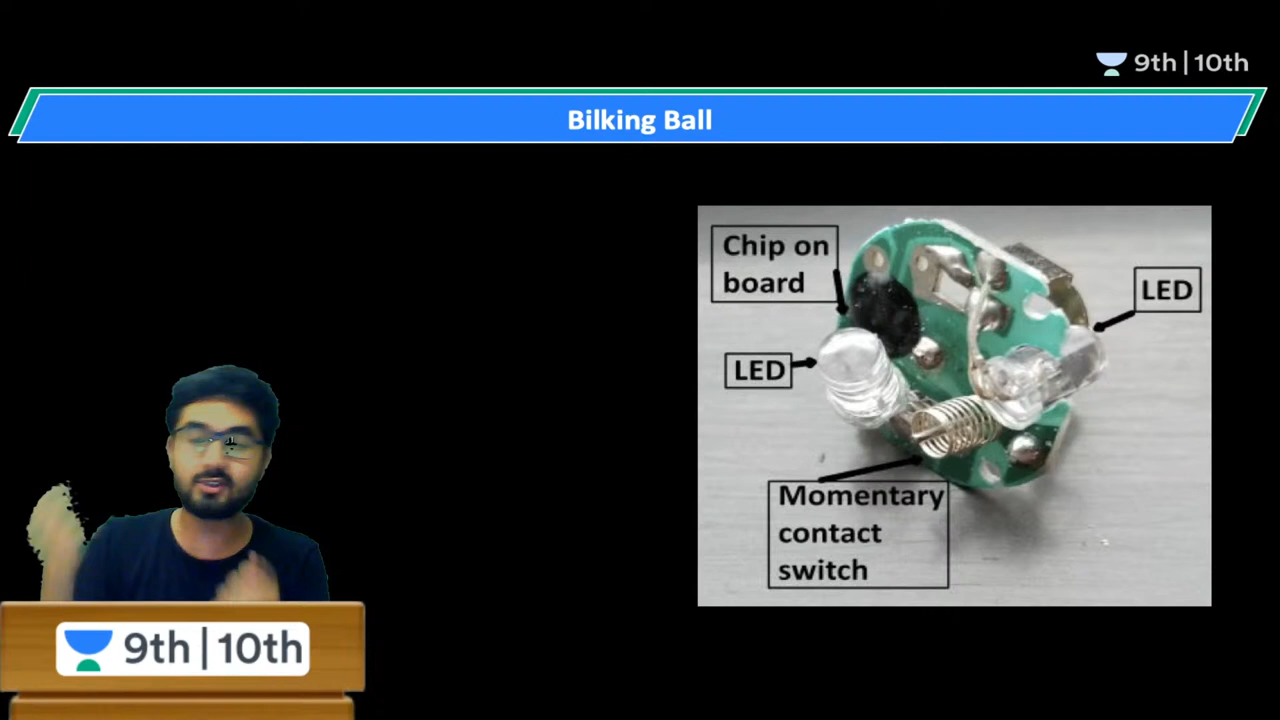 9th | 10th
Bilking Ball
Chip on
board
LED
LED
Momentary
contact
switch
9th | 10th